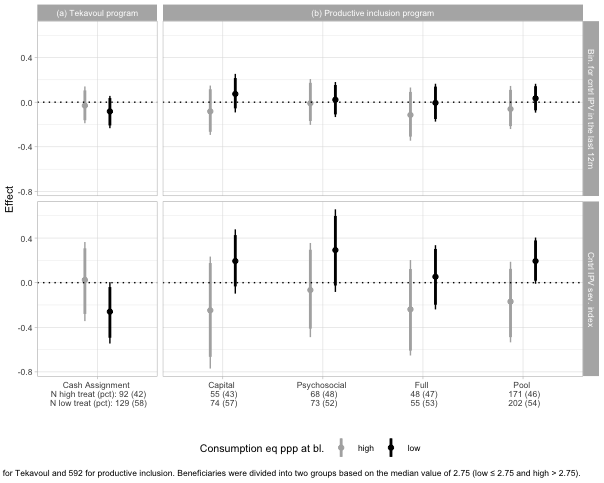 (a) Tekavoul program
(b) Productive inclusion program
0.4
0.0
-0.4
-0.8
Bin. for cntrl IPV in the last 12m
Effect
0.4
0.0
-0.4
-0.8
Cntrl IPV sev. index
Cash Assignment
N high treat (pct): 92 (42)
N low treat (pct): 129 (58)
Capital
55 (43)
74 (57)
Psychosocial
68 (48)
73 (52)
Full
48 (47)
55 (53)
Pool
171 (46)
202 (54)
Consumption eq ppp at bl. high low
for Tekavoul and 592 for productive inclusion. Beneficiaries were divided into two groups based on the median value of 2.75 (low ≤ 2.75 and high > 2.75).